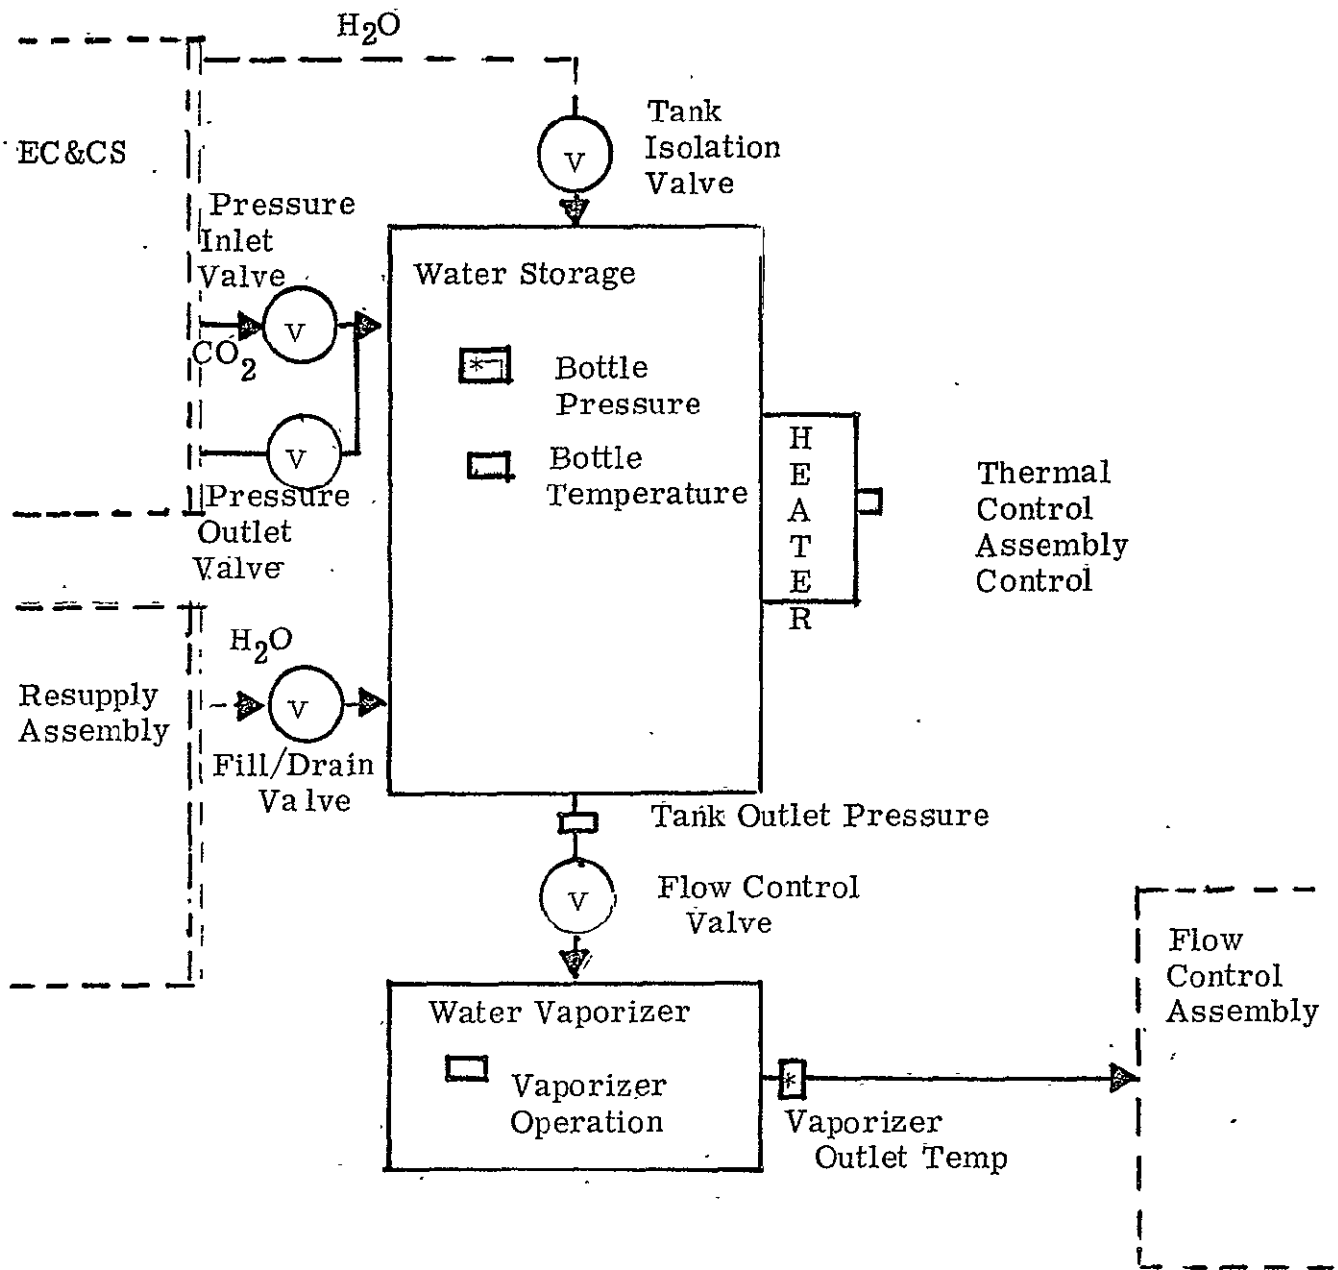 H₂O
EC&CS
Tank
Isolation
Valve
V
Pressure
Inlet
Valve
V
CO₂
V
Pressure
Outlet
Valve
Water Storage
* Bottle
Pressure
Bottle
Temperature
H
E
A
T
E
R
Thermal
Control
Assembly
Control
Resupply
Assembly
H₂O
V
Fill/Drain
Valve
Tank Outlet Pressure
V
Flow Control
Valve
Water Vaporizer
Vaporizer
Operation
*
Vaporizer
Outlet Temp
Flow
Control
Assembly